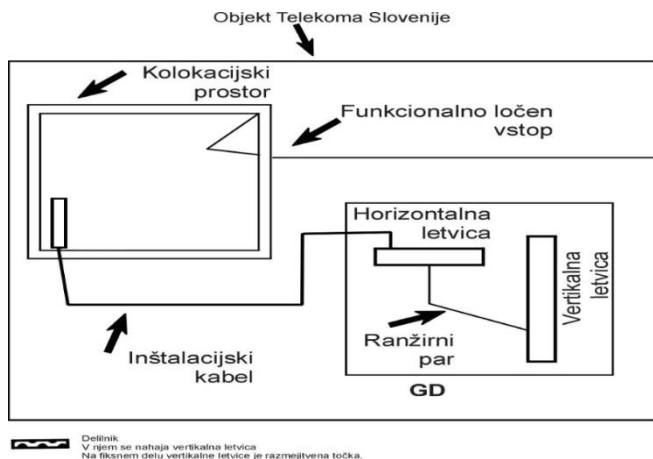 Objekt Telekoma Slovenije
Kolokacijski
prostor
Funkcionalno ločen
vstop
Horizontalna
letvica
Vertikalna
letvica
Ranžirni
par
Inštalacijski
kabel
GD
Delilnik
V njem se nahaja vertikalna letvica
Na fiksnem delu vertikalne letvice je razmejitvena točka.